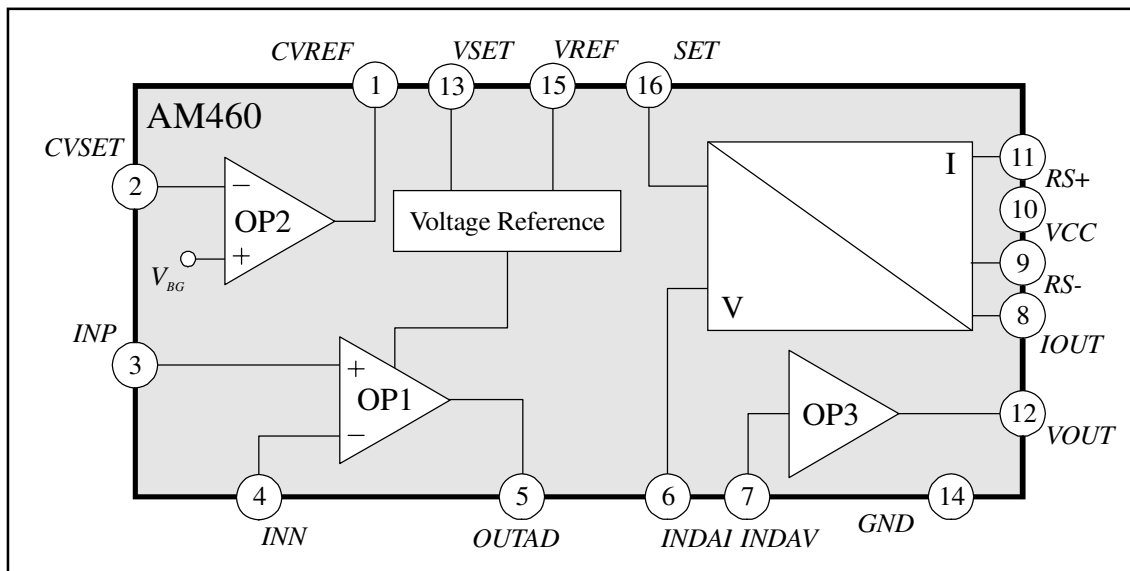 CVREF VSET VREF SET
1 13 15 16
AM460
CVSET
2
−
OP2
+
V_BG
Voltage Reference
I
V
11
RS+
10
VCC
9
RS-
8
IOUT
INP
3
+
OP1
−
OP3
12
VOUT
4 5 6 7 14
INN OUTAD INDAI INDAV GND